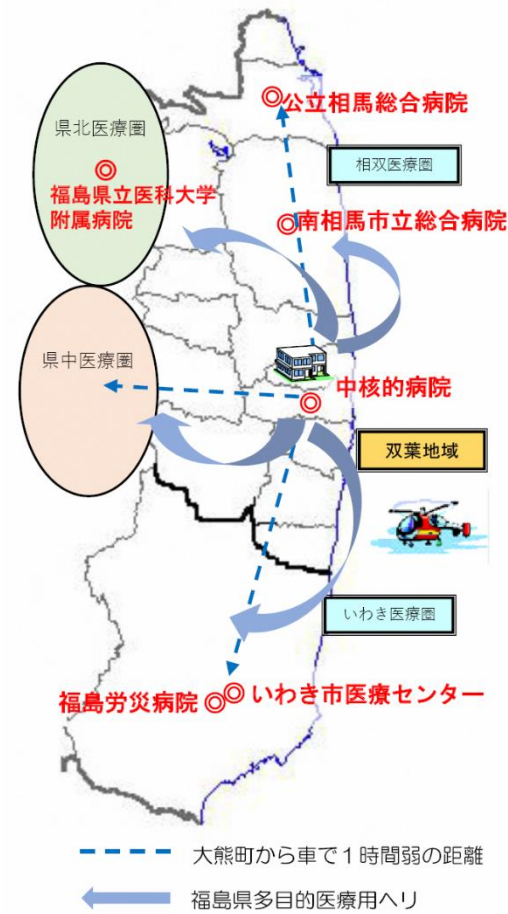 公立相馬総合病院
県北医療圏
相双医療圏
福島県立医科大学
附属病院
南相馬市立総合病院
県中医療圏
中核的病院
双葉地域
いわき医療圏
福島労災病院
いわき市医療センター
大熊町から車で1時間弱の距離
福島県多目的医療用ヘリ